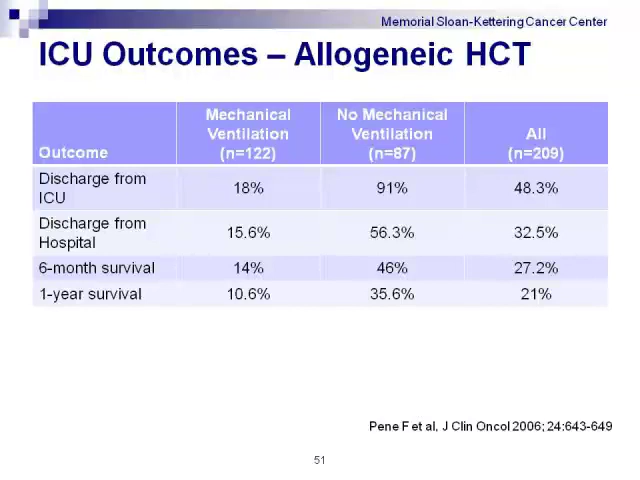 Memorial Sloan-Kettering Cancer Center
ICU Outcomes – Allogeneic HCT
Outcome
Mechanical
Ventilation
(n=122)
No Mechanical
Ventilation
(n=87)
All
(n=209)
Discharge from
ICU
18%
91%
48.3%
Discharge from
Hospital
15.6%
56.3%
32.5%
6-month survival
14%
46%
27.2%
1-year survival
10.6%
35.6%
21%
Pene F et al, J Clin Oncol 2006; 24:643-649
51